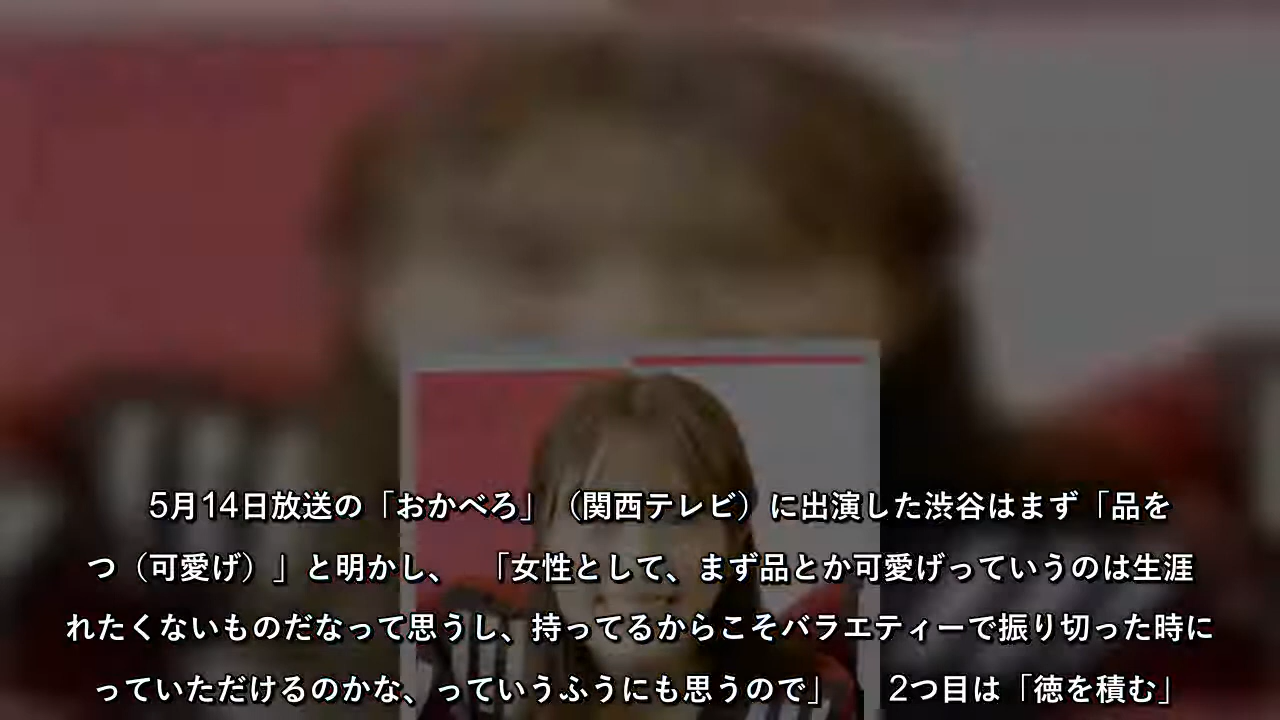 5月14日放送の「おかべろ」（関西テレビ）に出演した渋谷はまず「品を
つ（可愛げ）」と明かし、　「女性として、まず品とか可愛げっていうのは生涯
れたくないものだなって思うし、持ってるからこそバラエティーで振り切った時に
っていただけるのかな、っていうふうにも思うので」　　2つ目は「徳を積む」